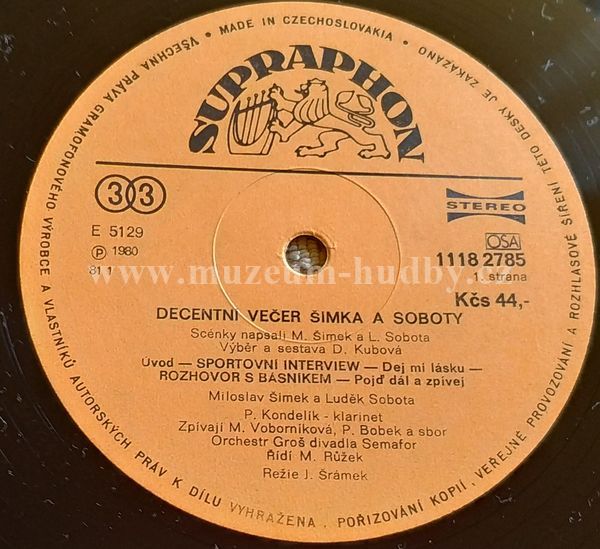 VŠECHNA PRÁVA GRAMOFONOVÉHO VÝROBCE A VLASTNÍKŮ AUTORSKÝCH PRÁV K DÍLU VYHRAŽENA. POŘIZOVÁNÍ KOPIÍ, VEŘEJNÉ PROVOZOVÁNÍ A ROZHLASOVÉ ŠÍŘENÍ TÉTO DESKY JE ZAKÁZÁNO • MADE IN CZECHOSLOVAKIA •
SUPRAPHON
33
STEREO
E 5129
℗ 1980
81 1
OSA
1118 2785
1. strana
Kčs 44,-
www.muzeum-hudby.cz
DECENTNÍ VEČER ŠIMKA A SOBOTY
Scénky napsali M. Šimek a L. Sobota
Výběr a sestava D. Kubová
Úvod — SPORTOVNÍ INTERVIEW — Dej mi lásku —
ROZHOVOR S BÁSNÍKEM — Pojď dál a zpívej
Miloslav Šimek a Luděk Sobota
P. Kondelík - klarinet
Zpívají M. Voborníková, P. Bobek a sbor
Orchestr Groš divadla Semafor
Řídí M. Růžek
Režie J. Šrámek